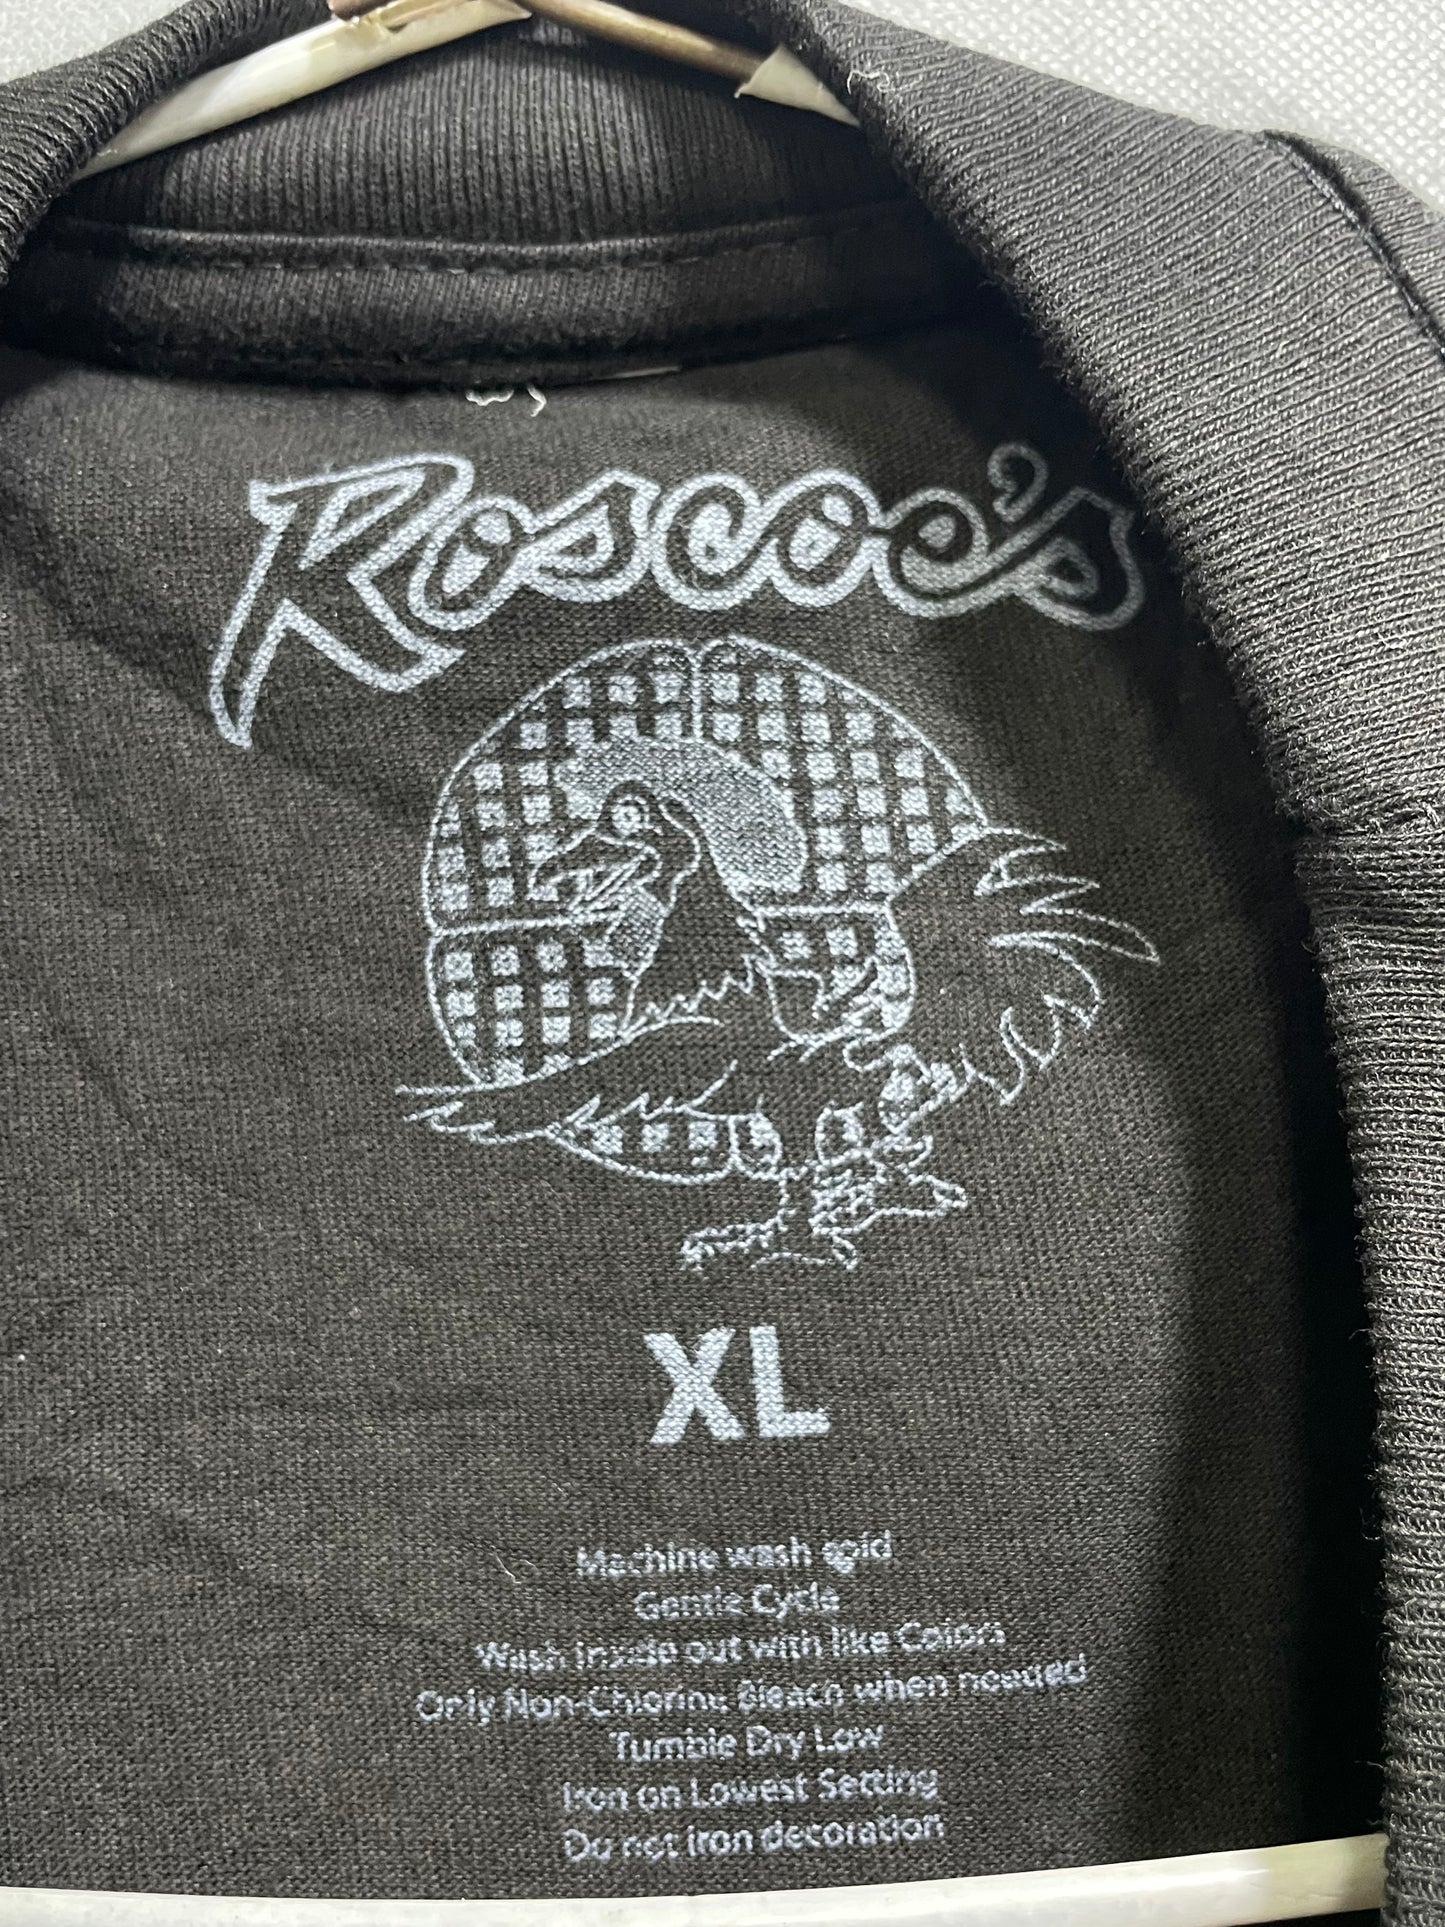 Roscoe's
XL
Machine wash cold
Gentle Cycle
Wash inside out with like Colors
Only Non-Chlorine Bleach when needed
Tumble Dry Low
Iron on Lowest Setting
Do not iron decoration